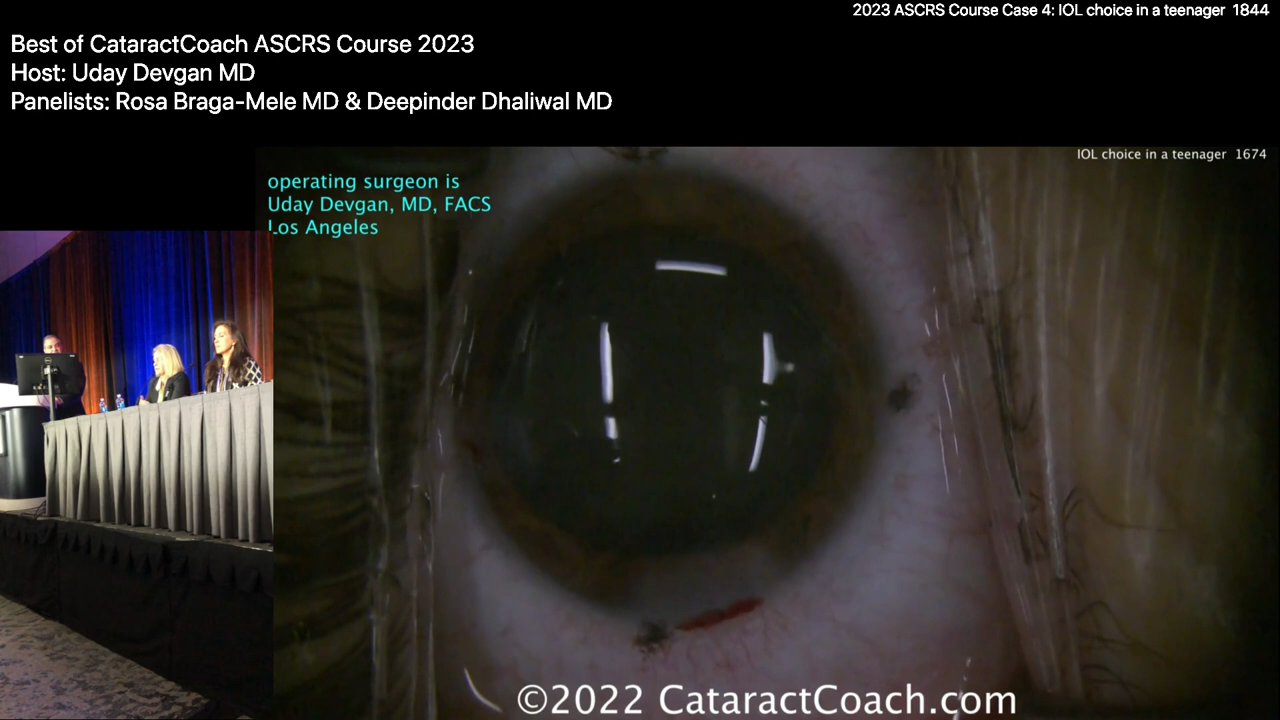 2023 ASCRS Course Case 4: IOL choice in a teenager 1844
Best of CataractCoach ASCRS Course 2023
Host: Uday Devgan MD
Panelists: Rosa Braga-Mele MD & Deepinder Dhaliwal MD
IOL choice in a teenager 1674
operating surgeon is
Uday Devgan, MD, FACS
Los Angeles
©2022 CataractCoach.com